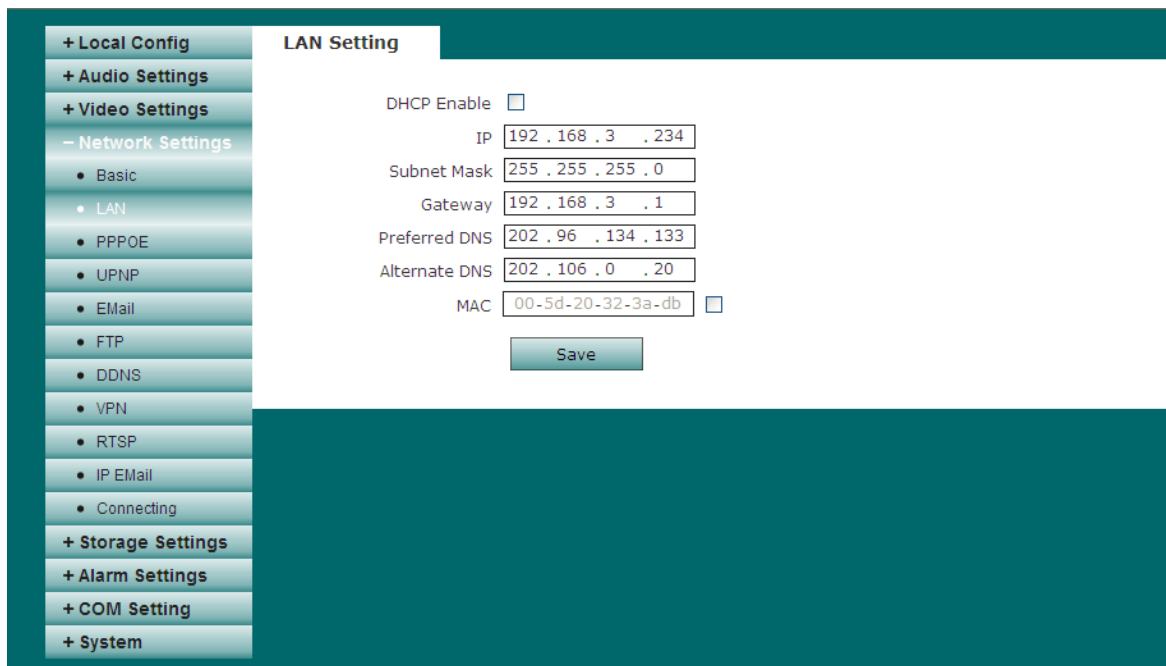 + Local Config
+ Audio Settings
+ Video Settings
− Network Settings
• Basic
• LAN
• PPPOE
• UPNP
• EMail
• FTP
• DDNS
• VPN
• RTSP
• IP EMail
• Connecting
+ Storage Settings
+ Alarm Settings
+ COM Setting
+ System
LAN Setting
DHCP Enable
IP 192 . 168 . 3 . 234
Subnet Mask 255 . 255 . 255 . 0
Gateway 192 . 168 . 3 . 1
Preferred DNS 202 . 96 . 134 . 133
Alternate DNS 202 . 106 . 0 . 20
MAC 00-5d-20-32-3a-db
Save